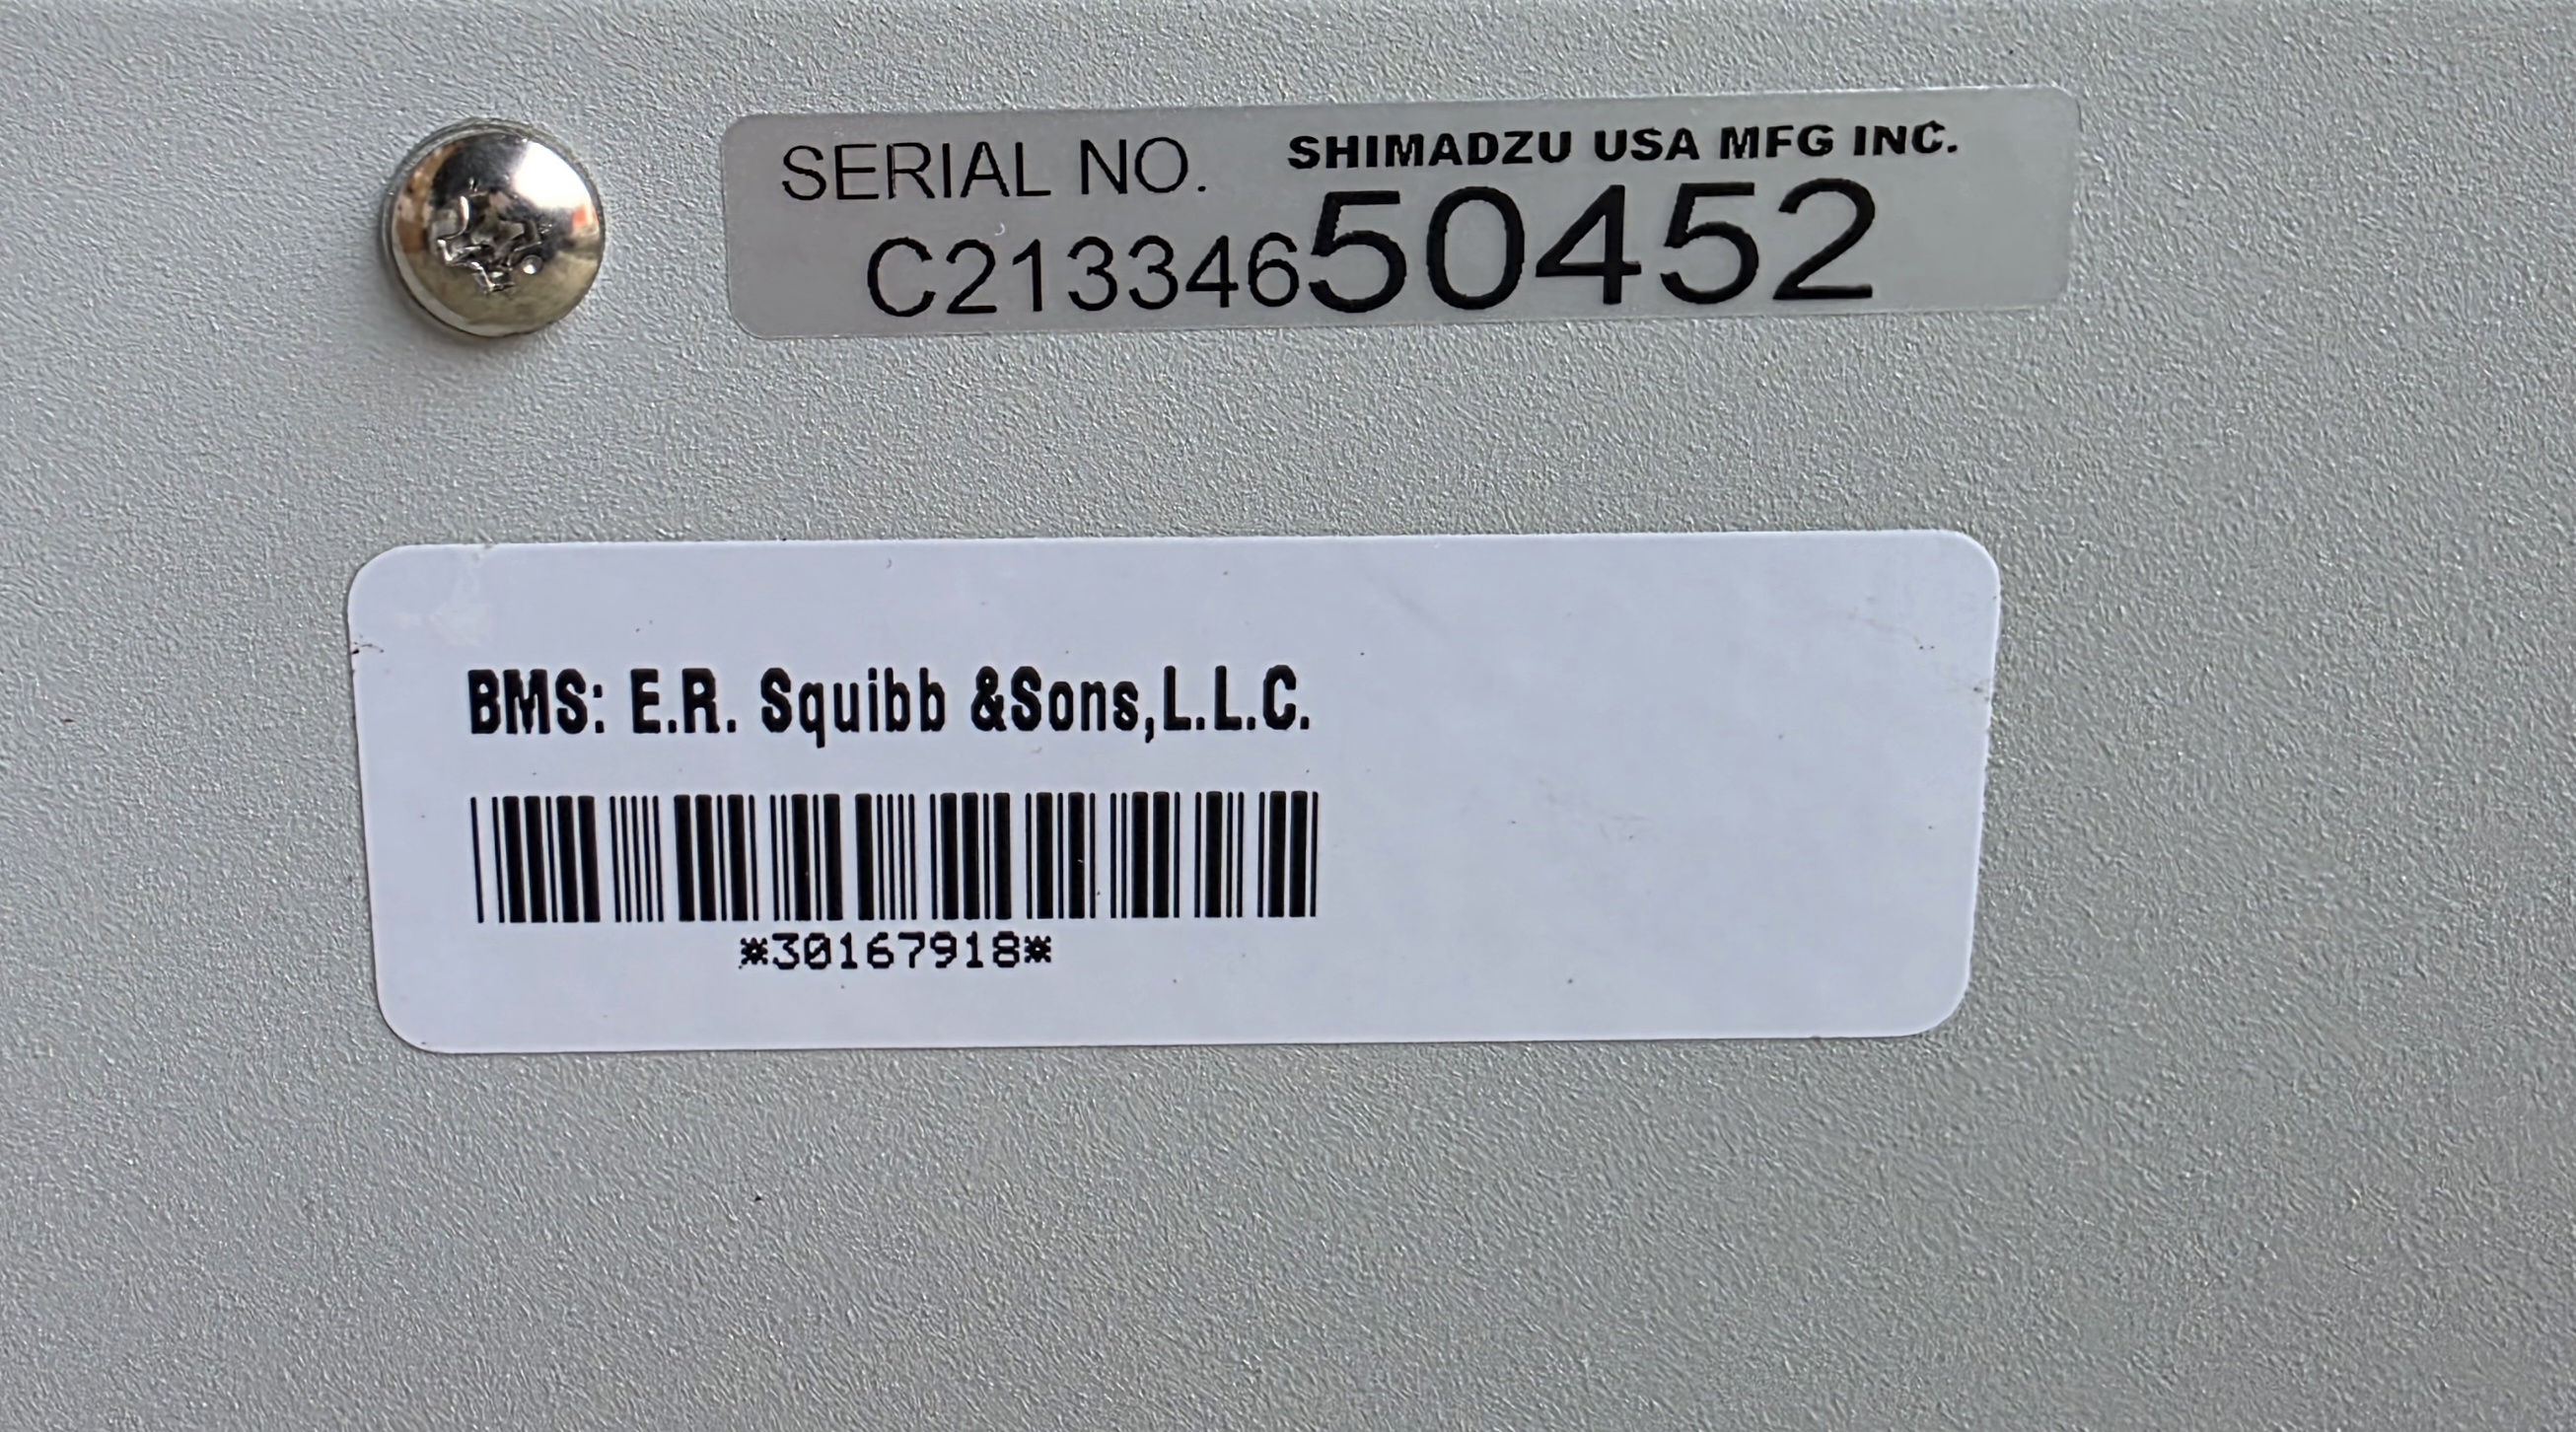 SERIAL NO. SHIMADZU USA MFG INC.
C21334650452
BMS: E.R. Squibb &Sons,L.L.C.
*30167918*